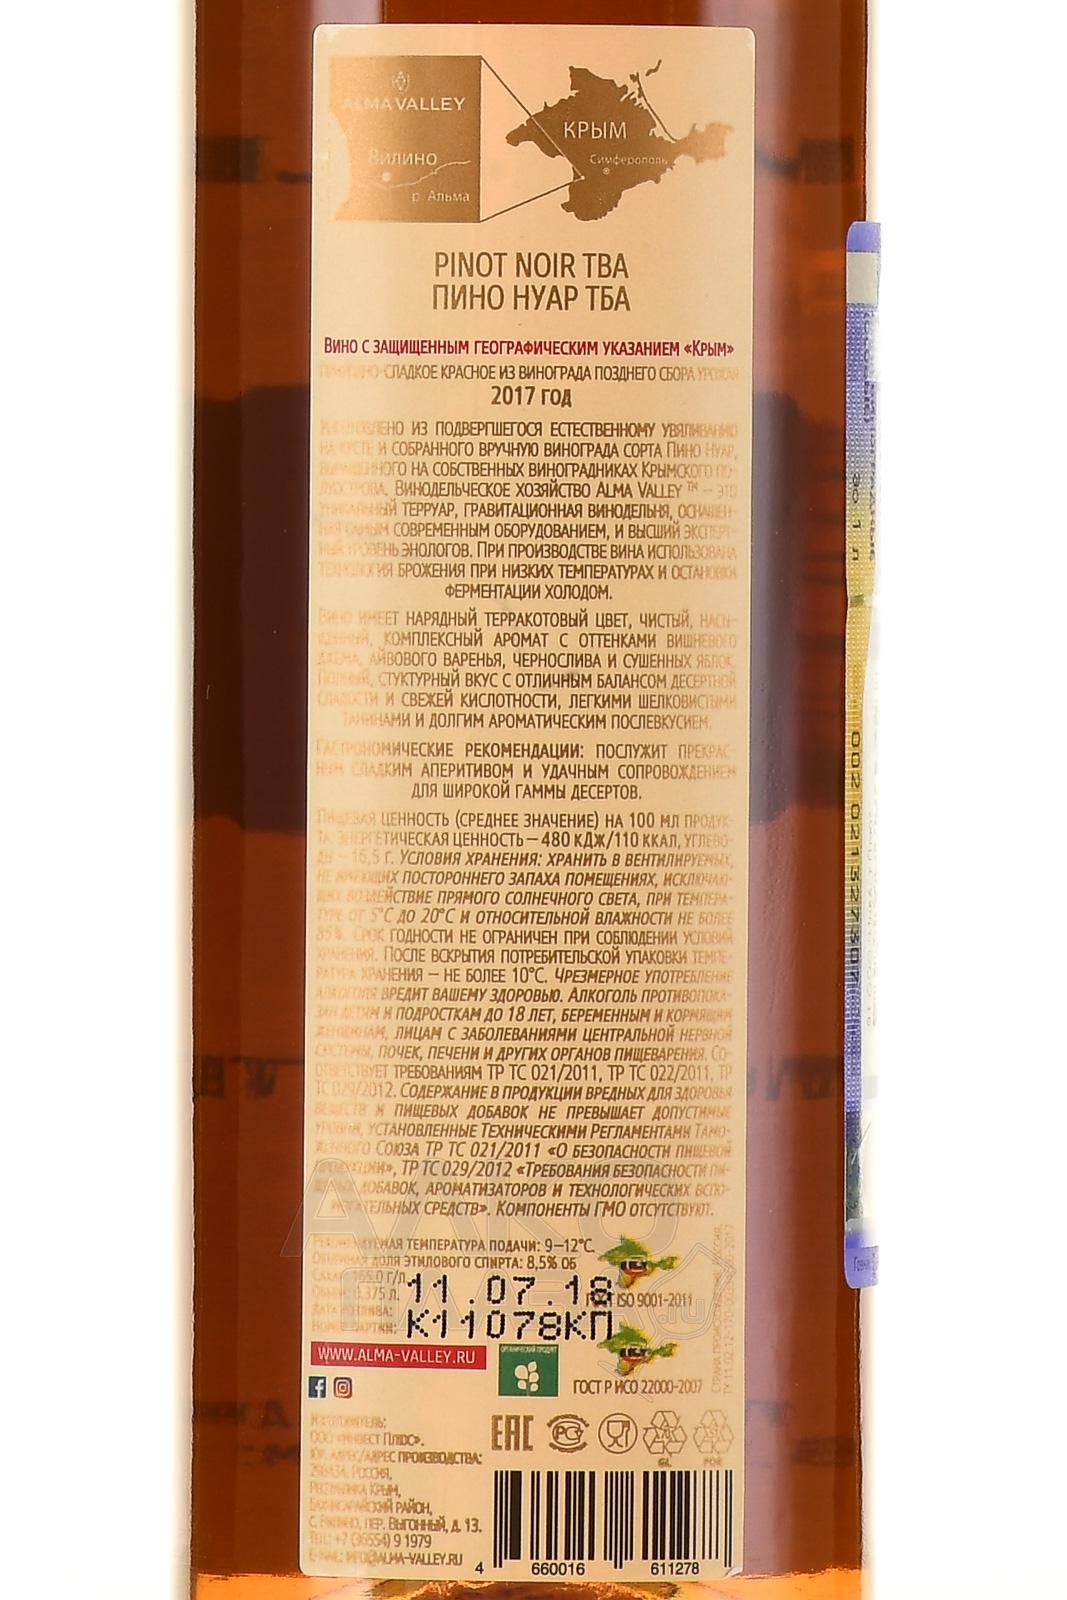 ALMA VALLEY
Вилино
р. Альма
КРЫМ
Симферополь
PINOT NOIR TBA
ПИНО НУАР ТБА
Вино с защищенным географическим указанием «Крым»
природно-сладкое красное из винограда позднего сбора урожая
2017 год
Изготовлено из подвергшегося естественному увяливанию
на кусте и собранного вручную винограда сорта Пино Нуар,
выращенного на собственных виноградниках Крымского по-
луострова. Винодельческое хозяйство Alma Valley ™ – это
уникальный терруар, гравитационная винодельня, оснащен-
ная самым современным оборудованием, и высший эксперт-
ный уровень энологов. При производстве вина использована
технология брожения при низких температурах и остановки
ферментации холодом.
Вино имеет нарядный терракотовый цвет, чистый, насы-
щенный, комплексный аромат с оттенками вишневого
джема, айвового варенья, чернослива и сушенных яблок.
Полный, стуктурный вкус с отличным балансом десертной
сладости и свежей кислотности, легкими шелковистыми
танинами и долгим ароматическим послевкусием.
Гастрономические рекомендации: послужит прекрас-
ным сладким аперитивом и удачным сопровождением
для широкой гаммы десертов.
Пищевая ценность (среднее значение) на 100 мл продук-
та: энергетическая ценность – 480 кДж/110 ккал, углево-
ды – 16,5 г. Условия хранения: хранить в вентилируемых,
не имеющих постороннего запаха помещениях, исключаю-
щих воздействие прямого солнечного света, при темпера-
туре от 5°С до 20°С и относительной влажности не более
85%. Срок годности не ограничен при соблюдении условий
хранения. После вскрытия потребительской упаковки темпе-
ратура хранения – не более 10°С. Чрезмерное употребление
алкоголя вредит вашему здоровью. Алкоголь противопока-
зан детям и подросткам до 18 лет, беременным и кормящим
женщинам, лицам с заболеваниями центральной нервной
системы, почек, печени и других органов пищеварения. Со-
ответствует требованиям ТР ТС 021/2011, ТР ТС 022/2011, ТР
ТС 029/2012. Содержание в продукции вредных для здоровья
веществ и пищевых добавок не превышает допустимые
уровни, установленные Техническими Регламентами Тамо-
женного Союза ТР ТС 021/2011 «О безопасности пищевой
продукции», ТР ТС 029/2012 «Требования безопасности пи-
щевых добавок, ароматизаторов и технологических вспо-
могательных средств». Компоненты ГМО отсутствуют.
Рекомендуемая температура подачи: 9–12°С.
Объемная доля этилового спирта: 8,5% об
Сахар: 165,0 г/л
Объем: 0,375 л.
Дата розлива: 11.07.18
Номер партии: К11078КП
ISO 9001-2011
ГОСТ Р ИСО 22000-2007
WWW.ALMA-VALLEY.RU
ОРГАНИЧЕСКИЙ ПРОДУКТ
Изготовитель:
ООО «Инвест Плюс».
Юр. адрес/адрес производства:
298434, Россия,
Республика Крым,
Бахчисарайский район,
с. Вилино, пер. Выгонный, д. 13.
Тел.: +7 (36554) 9 1979
E-mail: info@alma-valley.ru
EAC
РСТ
GL
FOR
4 660016 611278
АЛКО
.ru
до 1 л